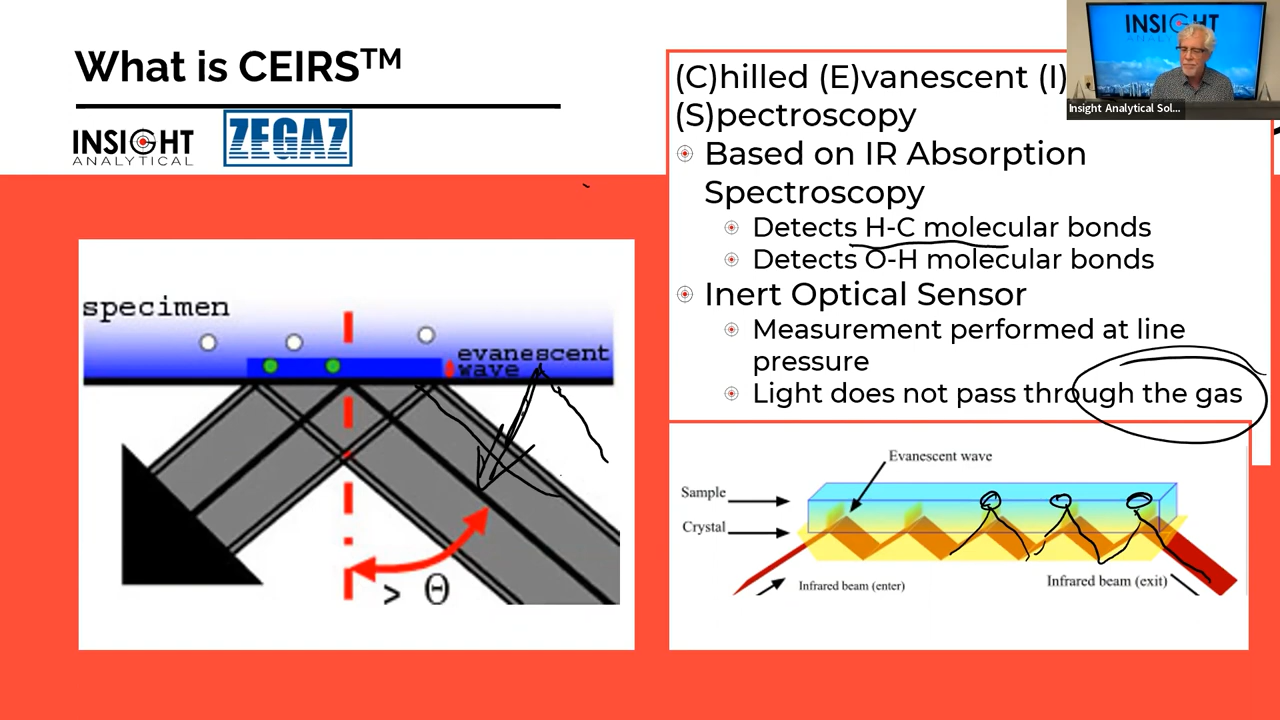 What is CEIRS™
INSIGHT
ANALYTICAL
ZEGAZ
(C)hilled (E)vanescent (I)
(S)pectroscopy
Based on IR Absorption
Spectroscopy
Detects H-C molecular bonds
Detects O-H molecular bonds
Inert Optical Sensor
Measurement performed at line
pressure
Light does not pass through the gas
INSIGHT
Insight Analytical Sol...
specimen
evanescent
wave
> Θ
Evanescent wave
Sample
Crystal
Infrared beam (enter)
Infrared beam (exit)